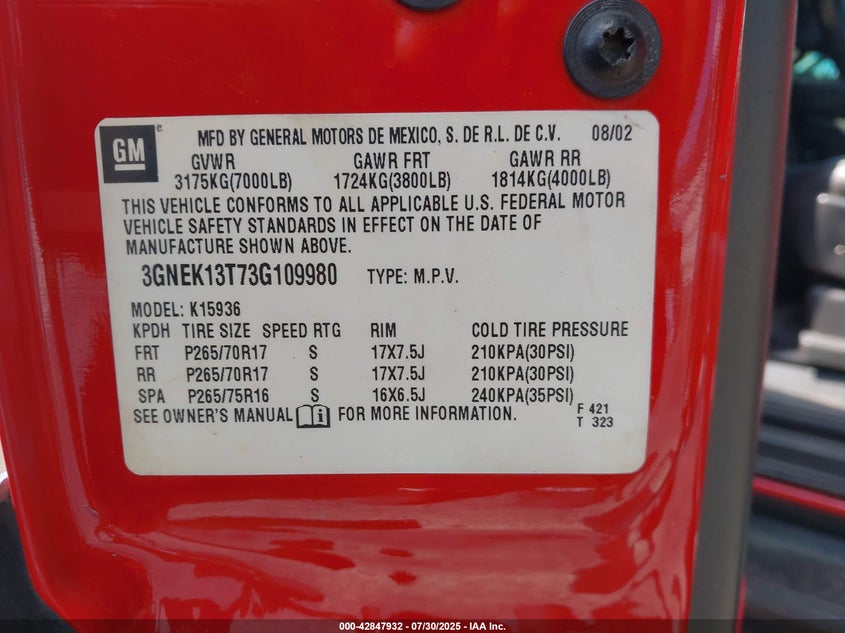 GM
MFD BY GENERAL MOTORS DE MEXICO, S. DE R.L. DE C.V. 08/02
GVWR GAWR FRT GAWR RR
3175KG(7000LB) 1724KG(3800LB) 1814KG(4000LB)
THIS VEHICLE CONFORMS TO ALL APPLICABLE U.S. FEDERAL MOTOR
VEHICLE SAFETY STANDARDS IN EFFECT ON THE DATE OF
MANUFACTURE SHOWN ABOVE.
3GNEK13T73G109980 TYPE: M.P.V.
MODEL: K15936
KPDH TIRE SIZE SPEED RTG RIM COLD TIRE PRESSURE
FRT P265/70R17 S 17X7.5J 210KPA(30PSI)
RR P265/70R17 S 17X7.5J 210KPA(30PSI)
SPA P265/75R16 S 16X6.5J 240KPA(35PSI)
SEE OWNER'S MANUAL FOR MORE INFORMATION. F 421
T 323
000-42847932 / 07/30/2025 - IAA Inc.